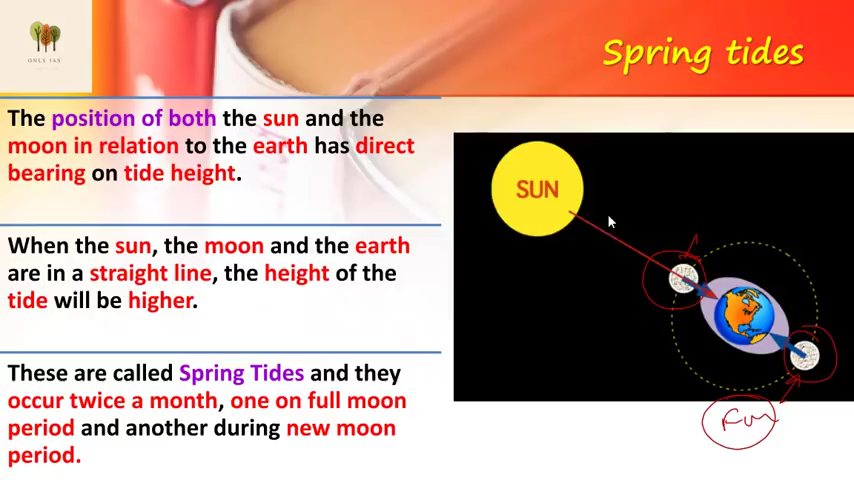 ONLY IAS
Spring tides
The position of both the sun and the
moon in relation to the earth has direct
bearing on tide height.
When the sun, the moon and the earth
are in a straight line, the height of the
tide will be higher.
These are called Spring Tides and they
occur twice a month, one on full moon
period and another during new moon
period.
SUN